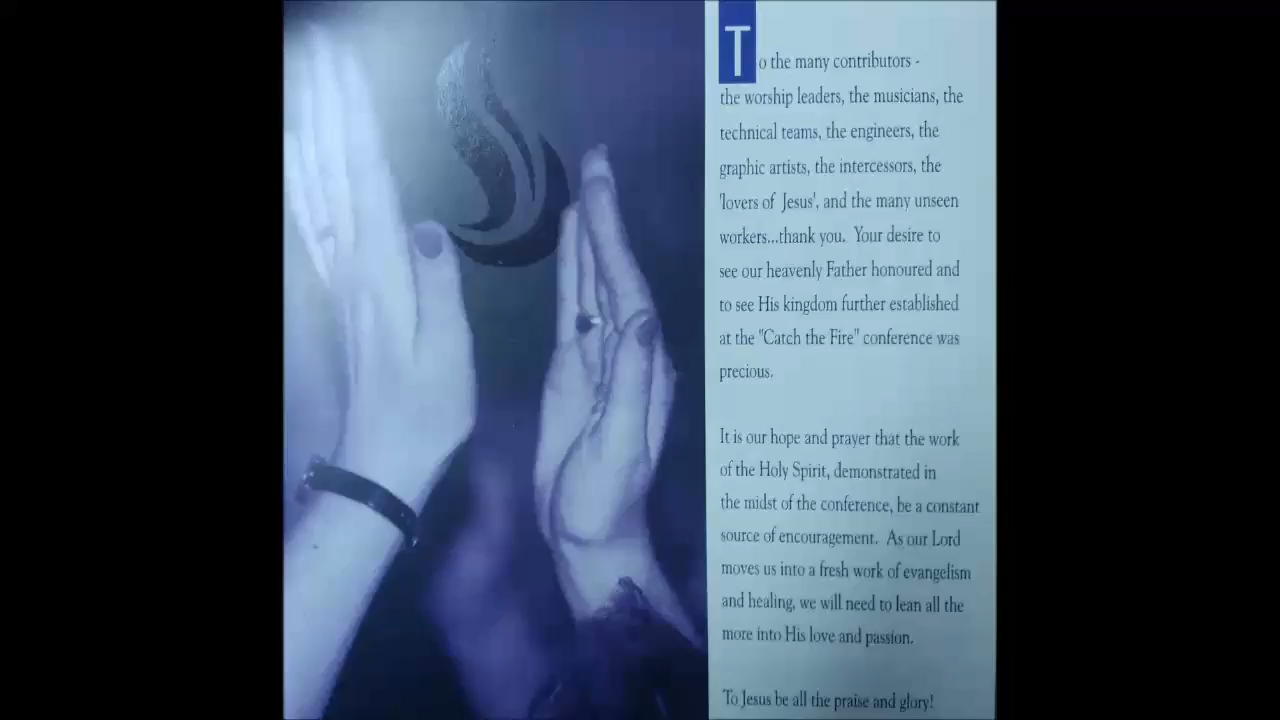 To the many contributors -
the worship leaders, the musicians, the
technical teams, the engineers, the
graphic artists, the intercessors, the
'lovers of Jesus', and the many unseen
workers...thank you. Your desire to
see our heavenly Father honoured and
to see His kingdom further established
at the "Catch the Fire" conference was
precious.
It is our hope and prayer that the work
of the Holy Spirit, demonstrated in
the midst of the conference, be a constant
source of encouragement. As our Lord
moves us into a fresh work of evangelism
and healing, we will need to lean all the
more into His love and passion.
To Jesus be all the praise and glory!